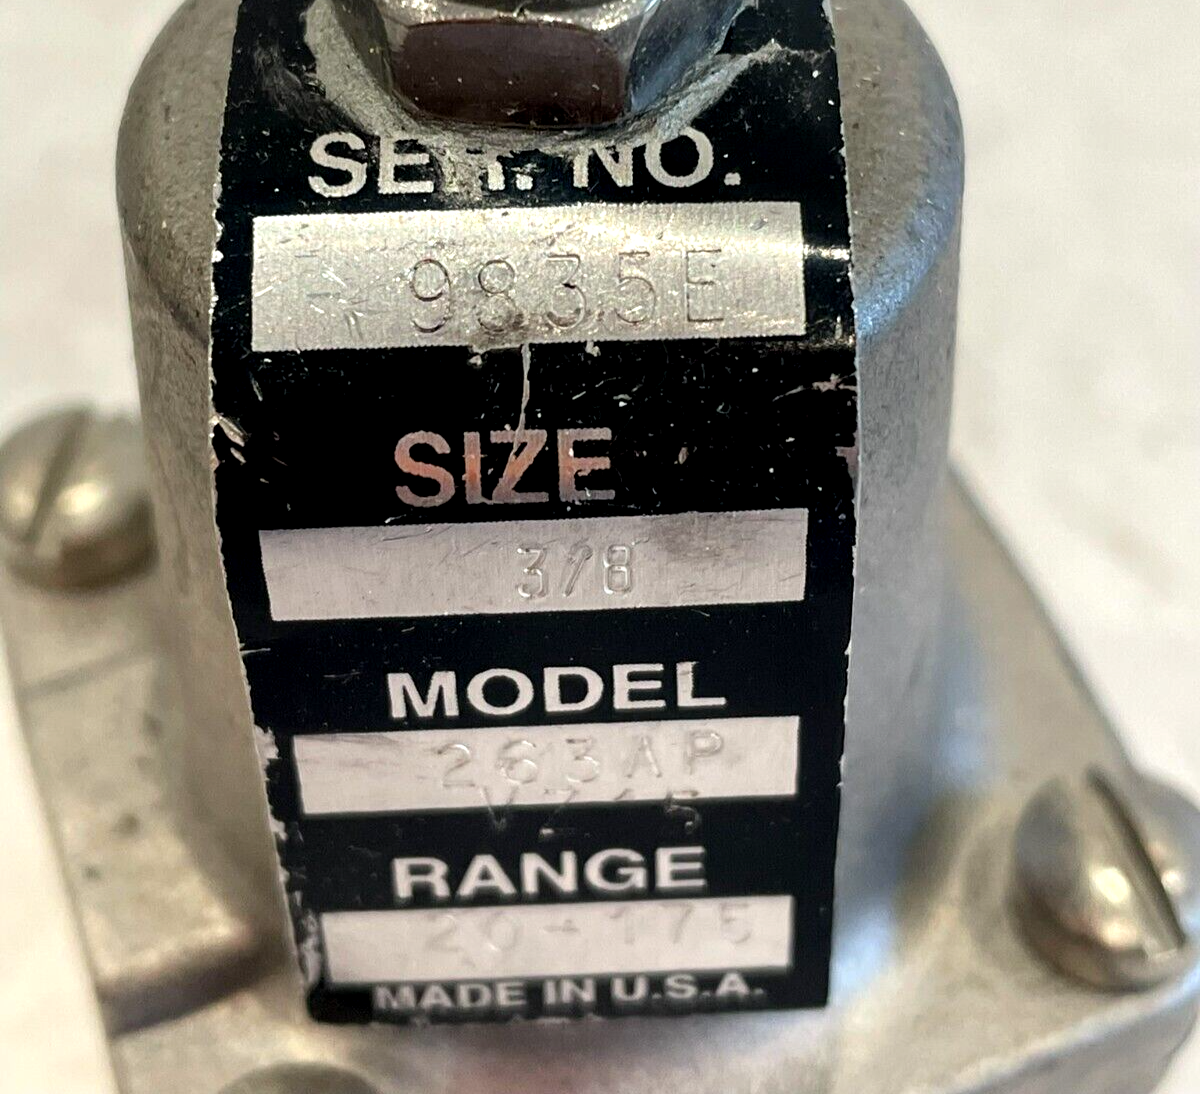 SER. NO.
9835E
SIZE
3/8
MODEL
263AP
RANGE
20-175
MADE IN U.S.A.